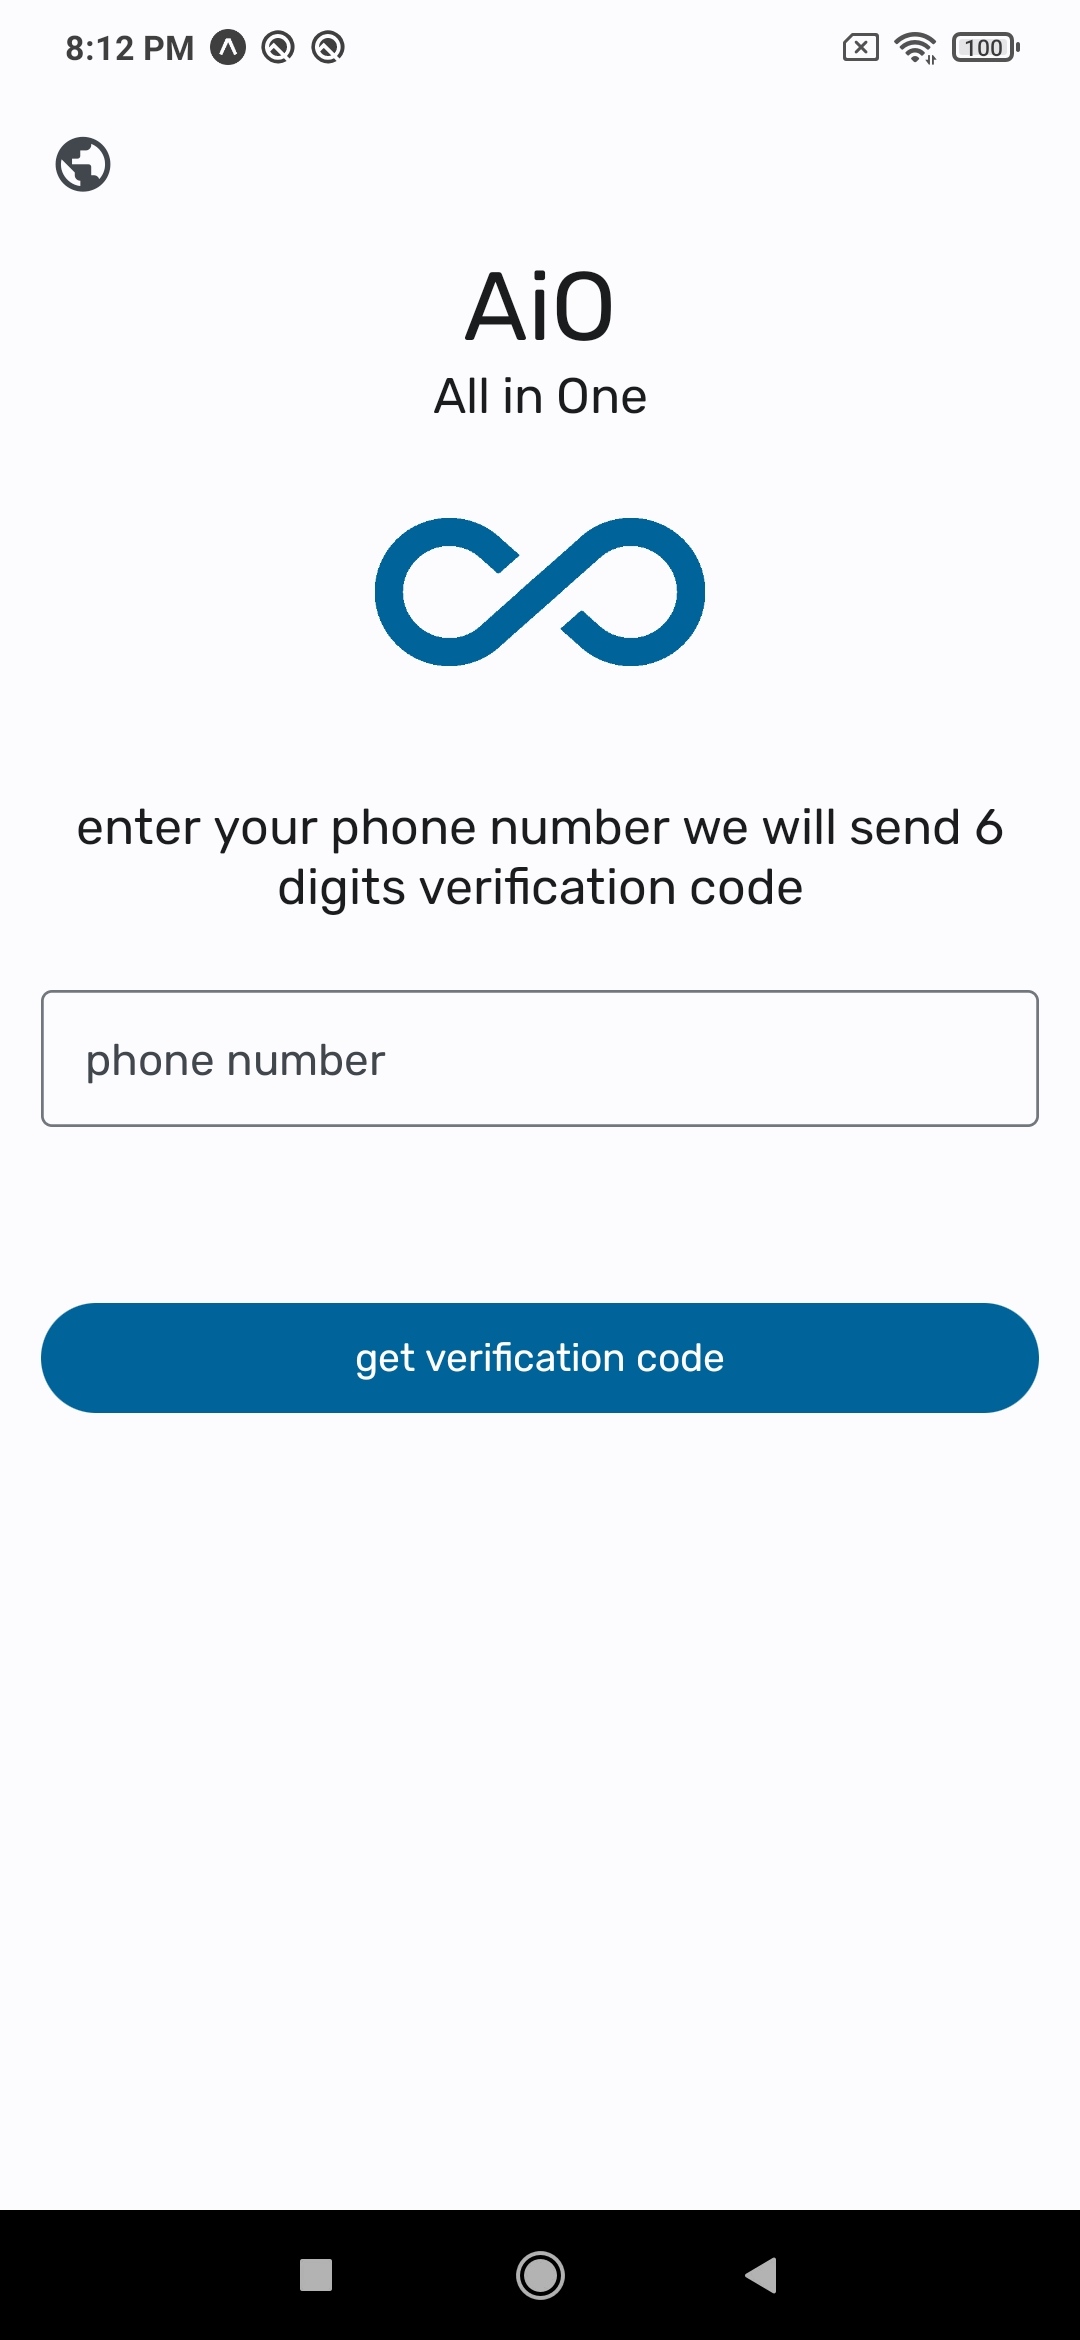 8:12 PM
100
AiO
All in One
enter your phone number we will send 6
digits verification code
phone number
get verification code